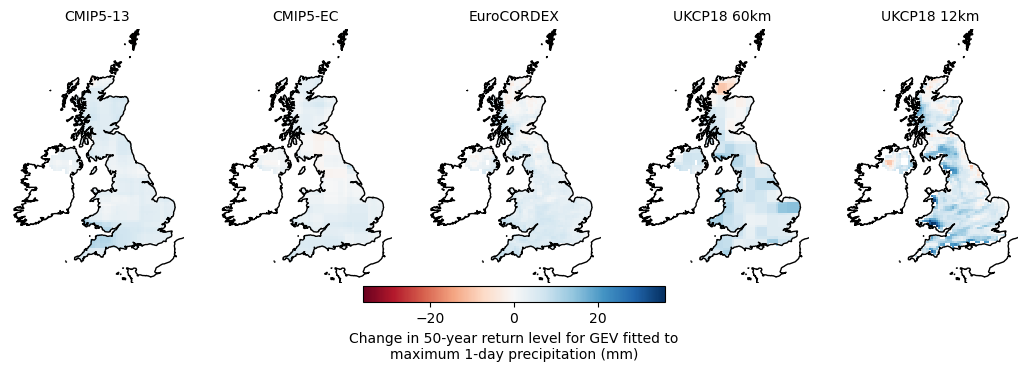 CMIP5-13
CMIP5-EC
EuroCORDEX
UKCP18 60km
UKCP18 12km
−20
0
20
Change in 50-year return level for GEV fitted to
maximum 1-day precipitation (mm)